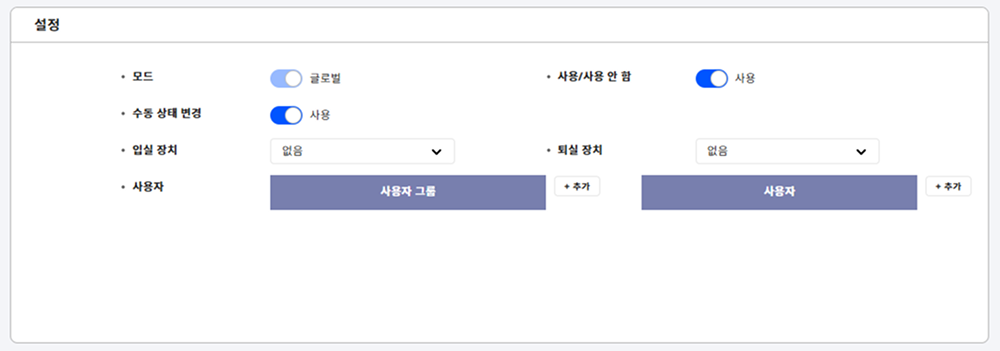 설정
• 모드 글로벌 • 사용/사용 안 함 사용
• 수동 상태 변경 사용
• 입실 장치 없음 • 퇴실 장치 없음
• 사용자 사용자 그룹 + 추가 사용자 + 추가